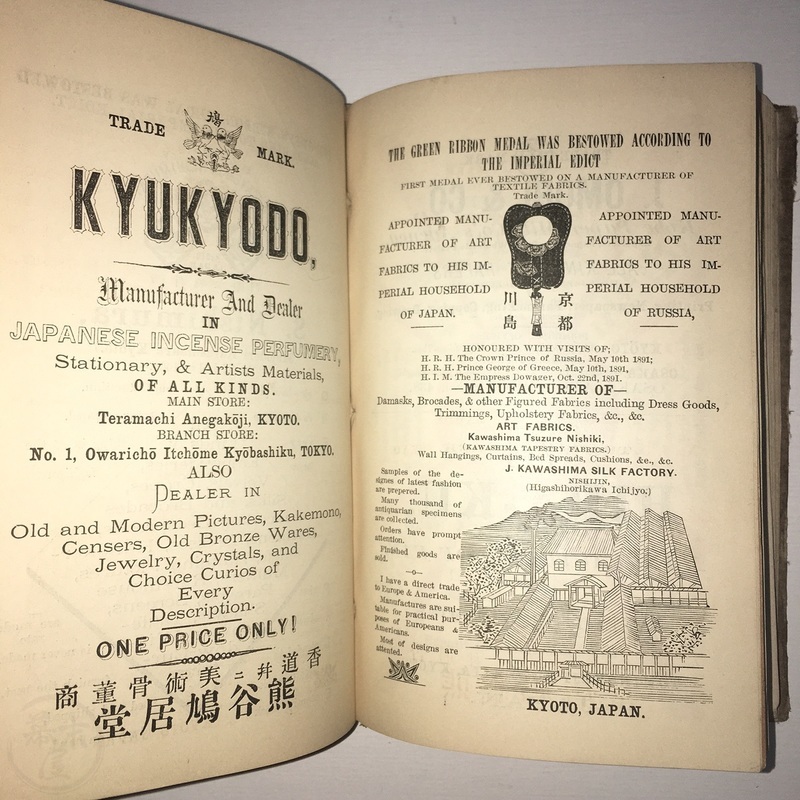 TRADE 鳩 MARK.
KYUKYODO,
Manufacturer And Dealer
IN
JAPANESE INCENSE PERFUMERY,
Stationary, & Artists Materials,
OF ALL KINDS.
MAIN STORE:
Teramachi Anegakōji, KYOTO.
BRANCH STORE:
No. 1, Owarichō Itchōme Kyōbashiku, TOKYO.
ALSO
DEALER IN
Old and Modern Pictures, Kakemono,
Censers, Old Bronze Wares,
Jewelry, Crystals, and
Choice Curios of
Every
Description.
ONE PRICE ONLY!
香道幷ニ美術骨董商
熊谷鳩居堂
THE GREEN RIBBON MEDAL WAS BESTOWED ACCORDING TO
THE IMPERIAL EDICT
FIRST MEDAL EVER BESTOWED ON A MANUFACTURER OF
TEXTILE FABRICS.
Trade Mark.
APPOINTED MANU-
FACTURER OF ART
FABRICS TO HIS IM-
PERIAL HOUSEHOLD
OF JAPAN.
京都
川島
APPOINTED MANU-
FACTURER OF ART
FABRICS TO HIS IM-
PERIAL HOUSEHOLD
OF RUSSIA,
HONOURED WITH VISITS OF;
H. R. H. The Crown Prince of Russia, May 10th 1891;
H. R. H. Prince George of Greece, May 10th, 1891,
H. I. M. The Empress Dowager, Oct. 22nd, 1891.
—MANUFACTURER OF—
Damasks, Brocades, & other Figured Fabrics including Dress Goods,
Trimmings, Upholstery Fabrics, &c., &c.
ART FABRICS.
Kawashima Tsuzure Nishiki,
(KAWASHIMA TAPESTRY FABRICS.)
Wall Hangings, Curtains, Bed Spreads, Cushions, &e., &c.
J. KAWASHIMA SILK FACTORY.
NISHIJIN,
(Higashihorikawa Ichijyo.)
Samples of the de-
signes of latest fashion
are prepered.
Many thousand of
antiquarian specimens
are collected.
Orders have prompt
attention.
Finished goods are
sold.
—o—
I have a direct trade
to Europe & America.
Manufactures are sui-
table for practical pur-
poses of Europeans &
Americans.
Most of designes are
attented.
KYOTO, JAPAN.